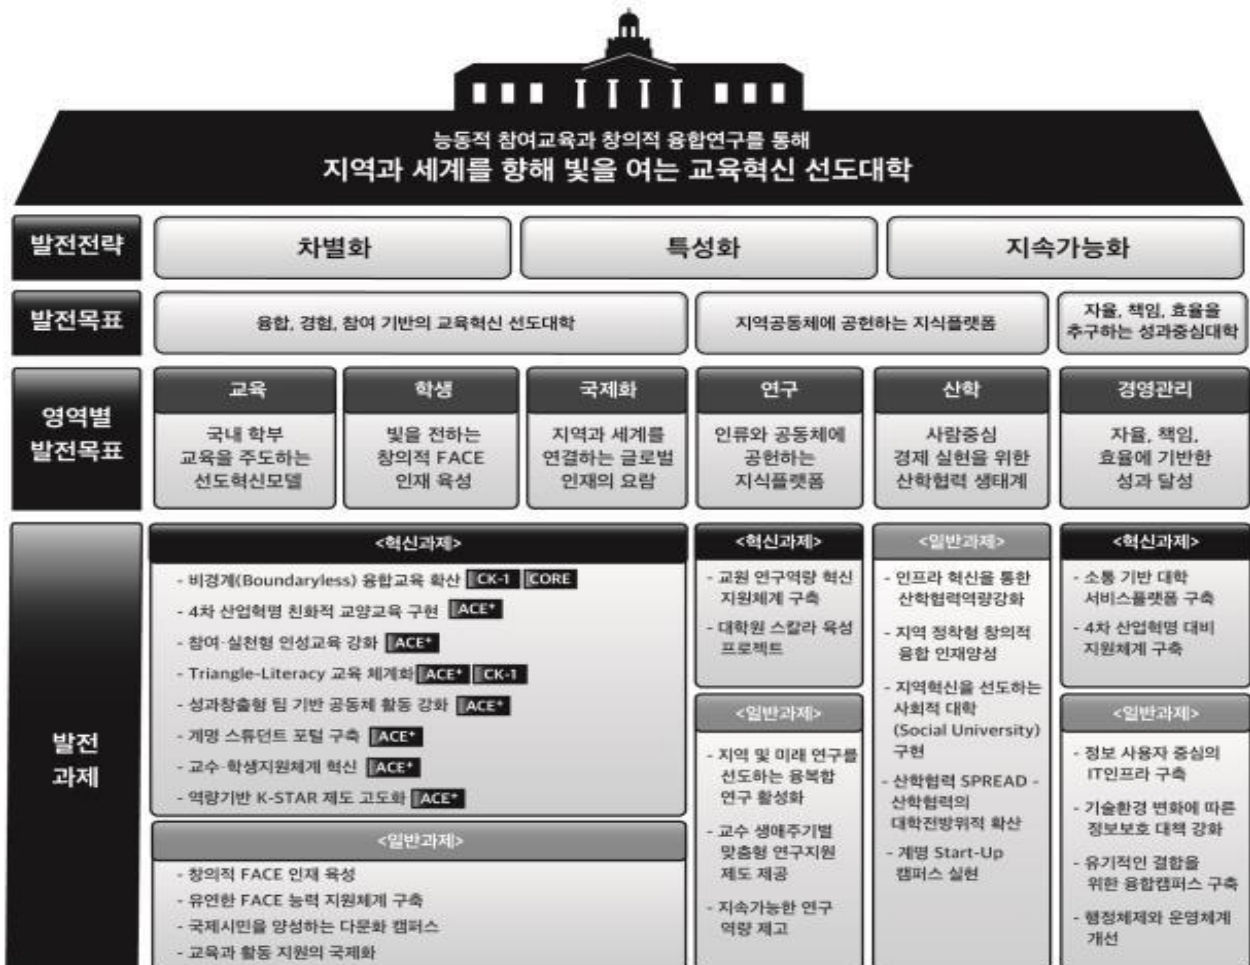 능동적 참여교육과 창의적 융합연구를 통해
지역과 세계를 향해 빛을 여는 교육혁신 선도대학
발전전략
차별화
특성화
지속가능화
발전목표
융합, 경험, 참여 기반의 교육혁신 선도대학
지역공동체에 공헌하는 지식플랫폼
자율, 책임, 효율을
추구하는 성과중심대학
영역별
발전목표
교육
국내 학부
교육을 주도하는
선도혁신모델
학생
빛을 전하는
창의적 FACE
인재 육성
국제화
지역과 세계를
연결하는 글로벌
인재의 요람
연구
인류와 공동체에
공헌하는
지식플랫폼
산학
사람중심
경제 실현을 위한
산학협력 생태계
경영관리
자율, 책임,
효율에 기반한
성과 달성
발전
과제
<혁신과제>
- 비경계(Boundaryless) 융합교육 확산 CK-1 CORE
- 4차 산업혁명 친화적 교양교육 구현 ACE+
- 참여·실천형 인성교육 강화 ACE+
- Triangle-Literacy 교육 체계화 ACE+ CK-1
- 성과창출형 팀 기반 공동체 활동 강화 ACE+
- 계명 스튜던트 포털 구축 ACE+
- 교수·학생지원체계 혁신 ACE+
- 역량기반 K-STAR 제도 고도화 ACE+
<일반과제>
- 창의적 FACE 인재 육성
- 유연한 FACE 능력 지원체계 구축
- 국제시민을 양성하는 다문화 캠퍼스
- 교육과 활동 지원의 국제화
<혁신과제>
- 교원 연구역량 혁신
지원체계 구축
- 대학원 스칼라 육성
프로젝트
<일반과제>
- 지역 및 미래 연구를
선도하는 융복합
연구 활성화
- 교수 생애주기별
맞춤형 연구지원
제도 제공
- 지속가능한 연구
역량 제고
<일반과제>
- 인프라 혁신을 통한
산학협력역량강화
- 지역 정착형 창의적
융합 인재양성
- 지역혁신을 선도하는
사회적 대학
(Social University)
구현
- 산학협력 SPREAD -
산학협력의
대학전방위적 확산
- 계명 Start-Up
캠퍼스 실현
<혁신과제>
- 소통 기반 대학
서비스플랫폼 구축
- 4차 산업혁명 대비
지원체계 구축
<일반과제>
- 정보 사용자 중심의
IT인프라 구축
- 기술환경 변화에 따른
정보보호 대책 강화
- 유기적인 결합을
위한 융합캠퍼스 구축
- 행정체제와 운영체계
개선